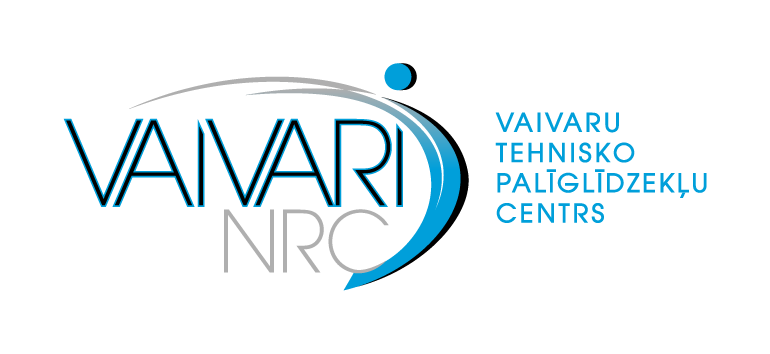 VAIVARI
NRC
VAIVARU
TEHNISKO
PALĪGLĪDZEKĻU
CENTRS